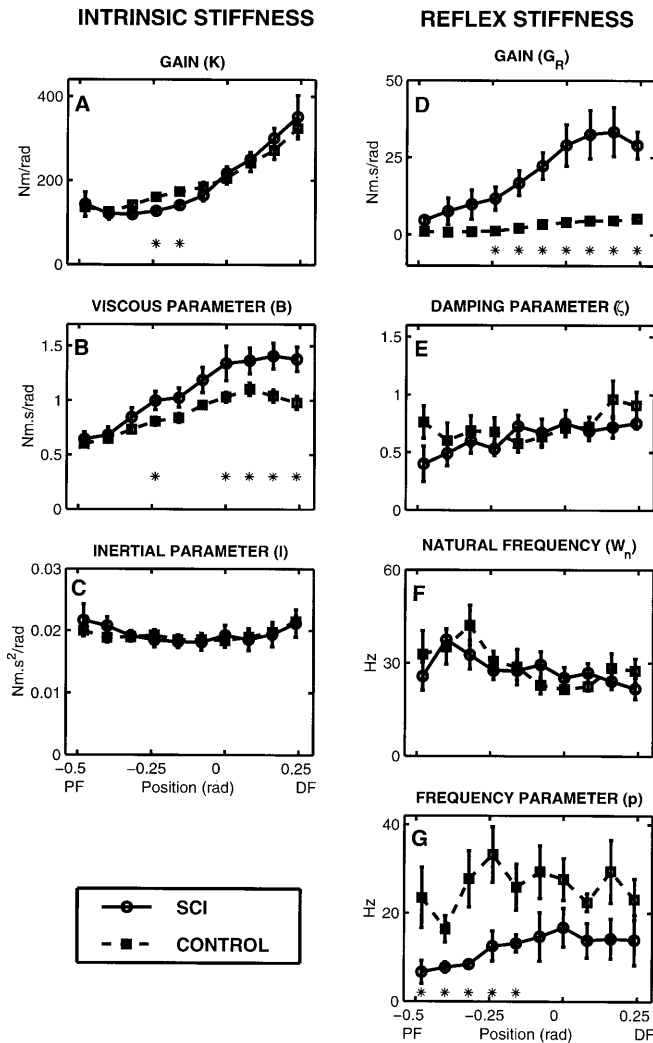 INTRINSIC STIFFNESS
GAIN (K)
A
400
200
0
Nm/rad
* *
VISCOUS PARAMETER (B)
B
1.5
1
0.5
0
Nm.s/rad
* * * * *
INERTIAL PARAMETER (I)
C
0.03
0.02
0.01
0
Nm.s²/rad
−0.5 −0.25 0 0.25
PF Position (rad) DF
SCI
CONTROL
REFLEX STIFFNESS
GAIN (G_R)
D
50
25
0
Nm.s/rad
* * * * * * *
DAMPING PARAMETER (ζ)
E
1.5
1
0.5
0
NATURAL FREQUENCY (W_n)
F
60
30
0
Hz
FREQUENCY PARAMETER (p)
G
40
20
0
Hz
* * * * *
−0.5 −0.25 0 0.25
PF Position (rad) DF